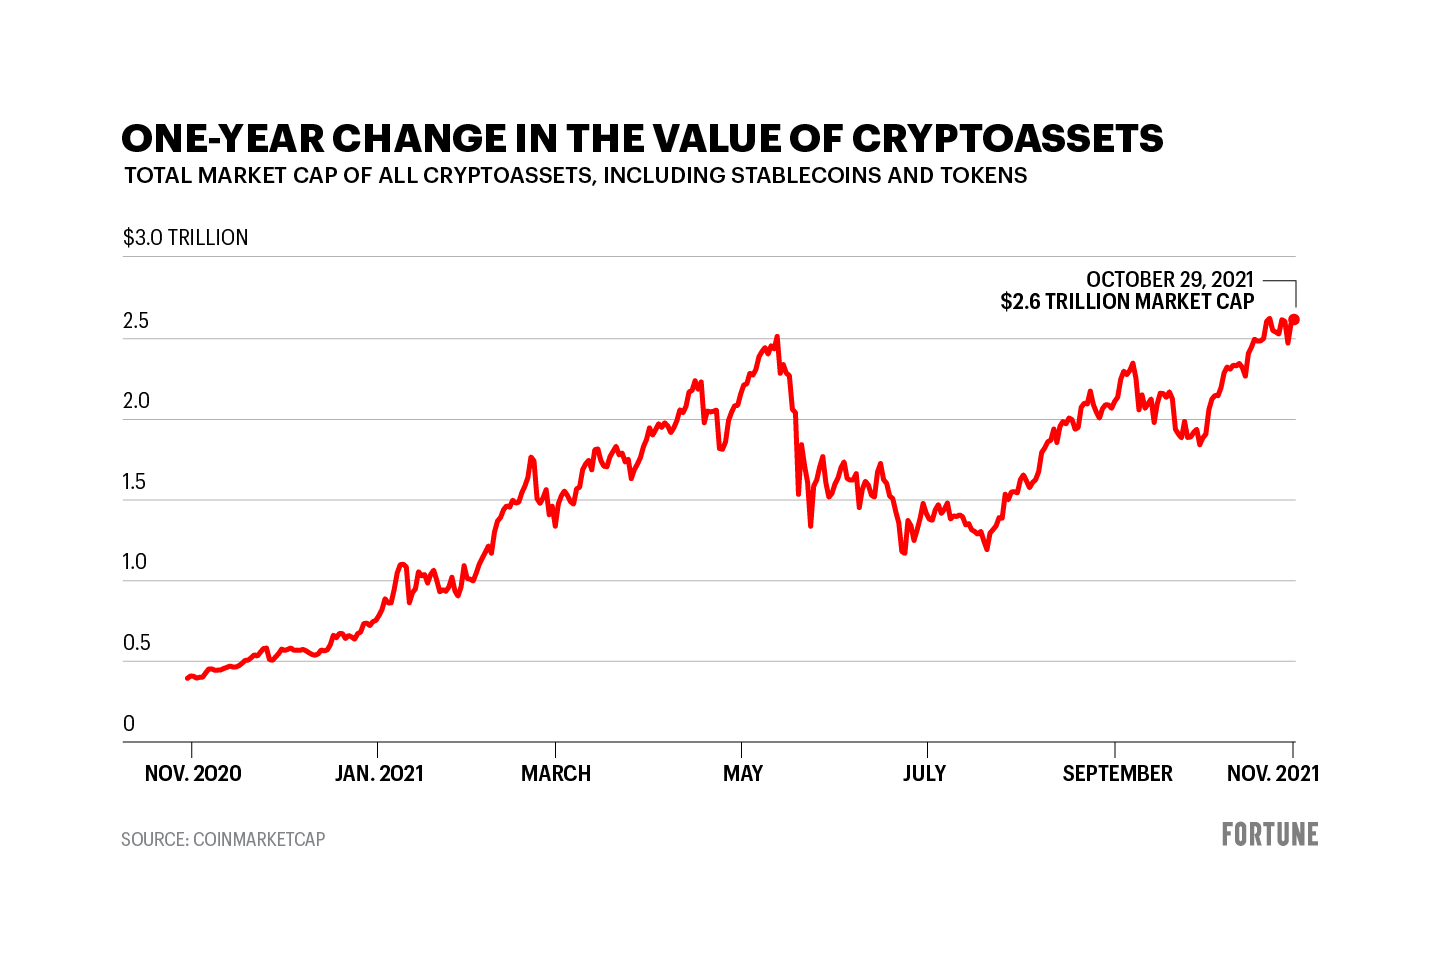 ONE-YEAR CHANGE IN THE VALUE OF CRYPTOASSETS
TOTAL MARKET CAP OF ALL CRYPTOASSETS, INCLUDING STABLECOINS AND TOKENS
$3.0 TRILLION
OCTOBER 29, 2021
$2.6 TRILLION MARKET CAP
2.5
2.0
1.5
1.0
0.5
0
NOV. 2020 JAN. 2021 MARCH MAY JULY SEPTEMBER NOV. 2021
SOURCE: COINMARKETCAP
FORTUNE